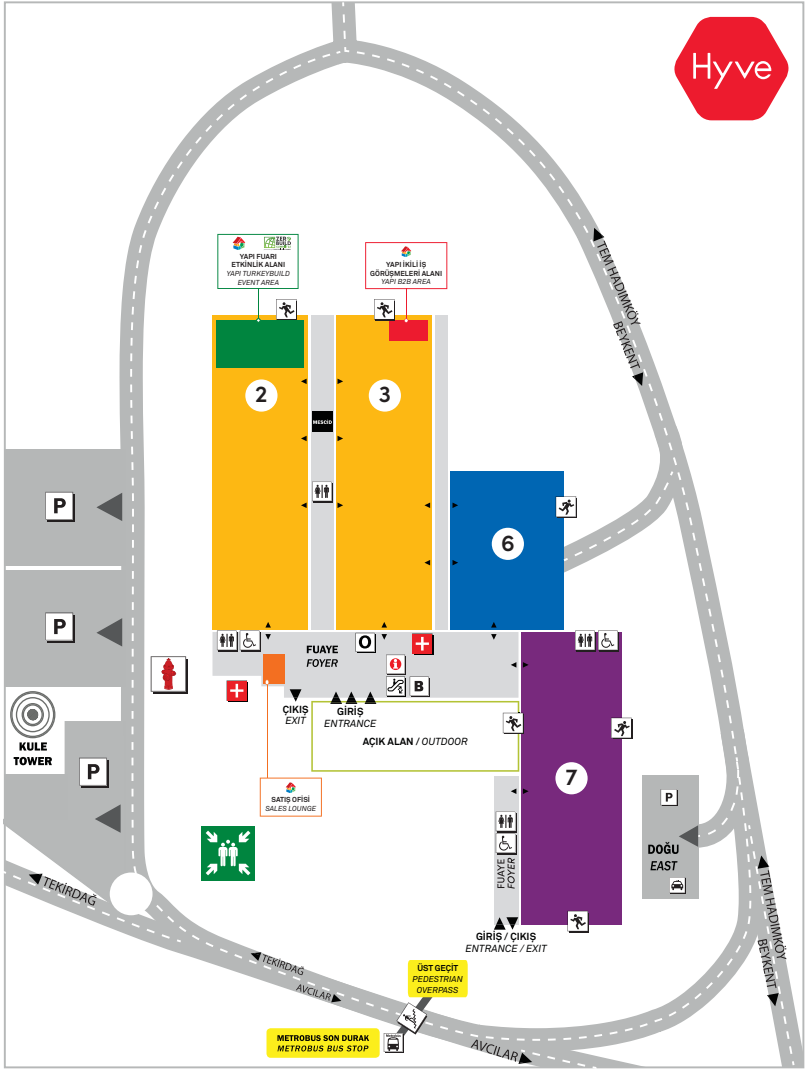 Hyve
ZER
BUILD
YAPI FUARI
ETKİNLİK ALANI
YAPI TURKEYBUILD
EVENT AREA
YAPI İKİLİ İŞ
GÖRÜŞMELERİ ALANI
YAPI B2B AREA
TEM HADIMKÖY
BEYKENT
2
3
MESCİD
P
6
P
FUAYE
FOYER
O
B
ÇIKIŞ
EXIT
GİRİŞ
ENTRANCE
KULE
TOWER
AÇIK ALAN / OUTDOOR
P
7
SATIŞ OFİSİ
SALES LOUNGE
P
DOĞU
EAST
FUAYE
FOYER
TEKİRDAĞ
TEM HADIMKÖY
BEYKENT
GİRİŞ / ÇIKIŞ
ENTRANCE / EXIT
TEKİRDAĞ
AVCILAR
ÜST GEÇİT
PEDESTRIAN
OVERPASS
METROBUS SON DURAK
METROBUS BUS STOP
AVCILAR